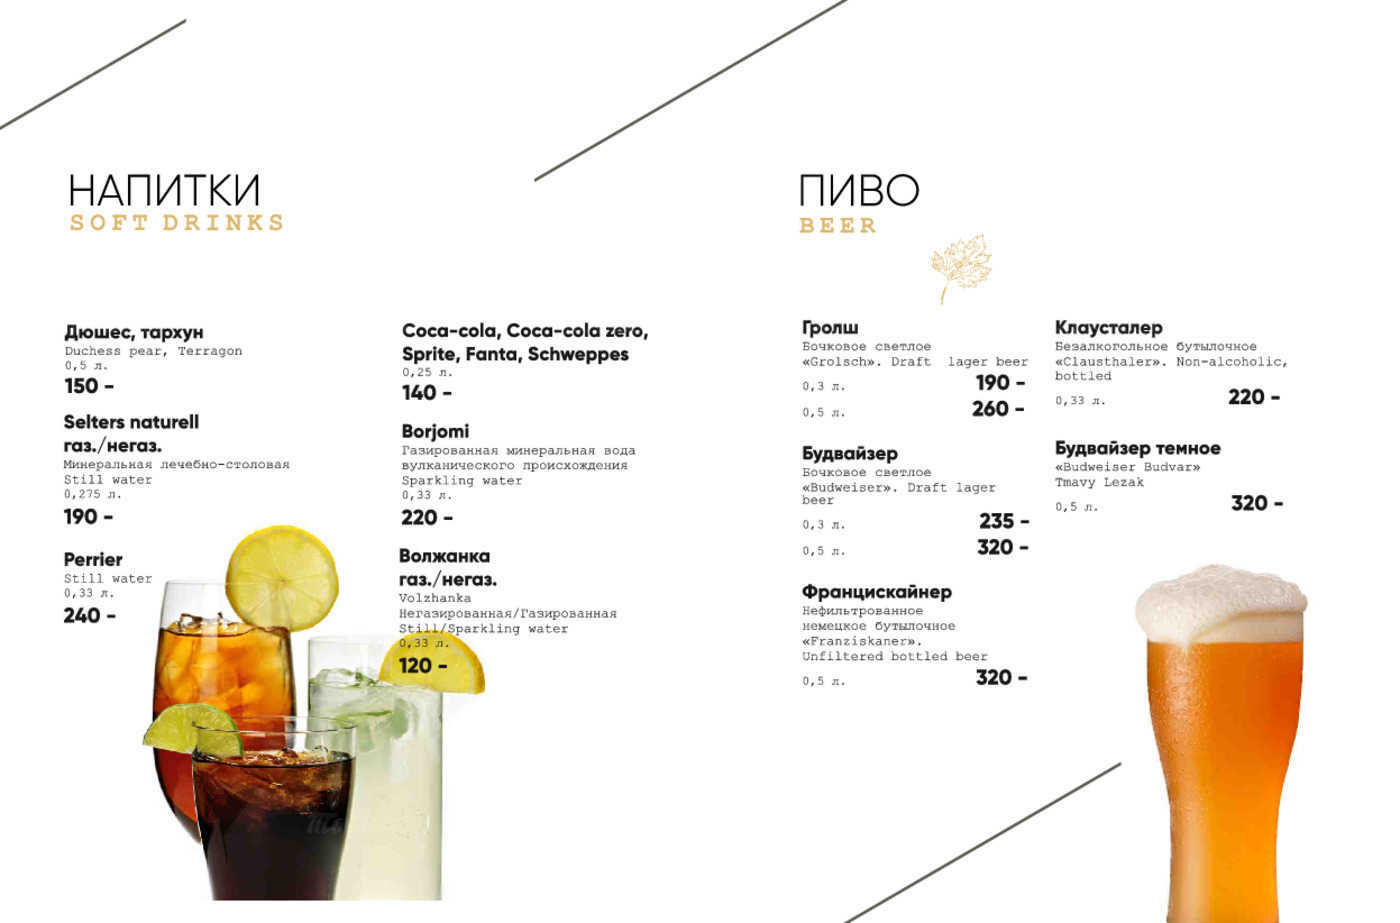 НАПИТКИ
SOFT DRINKS
Дюшес, тархун
Duchess pear, Terragon
0,5 л.
150 -
Selters naturell
газ./негаз.
Минеральная лечебно-столовая
Still water
0,275 л.
190 -
Perrier
Still water
0,33 л.
240 -
Coca-cola, Coca-cola zero,
Sprite, Fanta, Schweppes
0,25 л.
140 -
Borjomi
Газированная минеральная вода
вулканического происхождения
Sparkling water
0,33 л.
220 -
Волжанка
газ./негаз.
Volzhanka
Негазированная/Газированная
Still/Sparkling water
0,33 л.
120 -
ПИВО
BEER
Гролш
Бочковое светлое
«Grolsch». Draft lager beer
0,3 л. 190 -
0,5 л. 260 -
Будвайзер
Бочковое светлое
«Budweiser». Draft lager
beer
0,3 л. 235 -
0,5 л. 320 -
Францискайнер
Нефильтрованное
немецкое бутылочное
«Franziskaner».
Unfiltered bottled beer
0,5 л. 320 -
Клаусталер
Безалкогольное бутылочное
«Clausthaler». Non-alcoholic,
bottled
0,33 л. 220 -
Будвайзер темное
«Budweiser Budvar»
Tmavy Lezak
0,5 л. 320 -